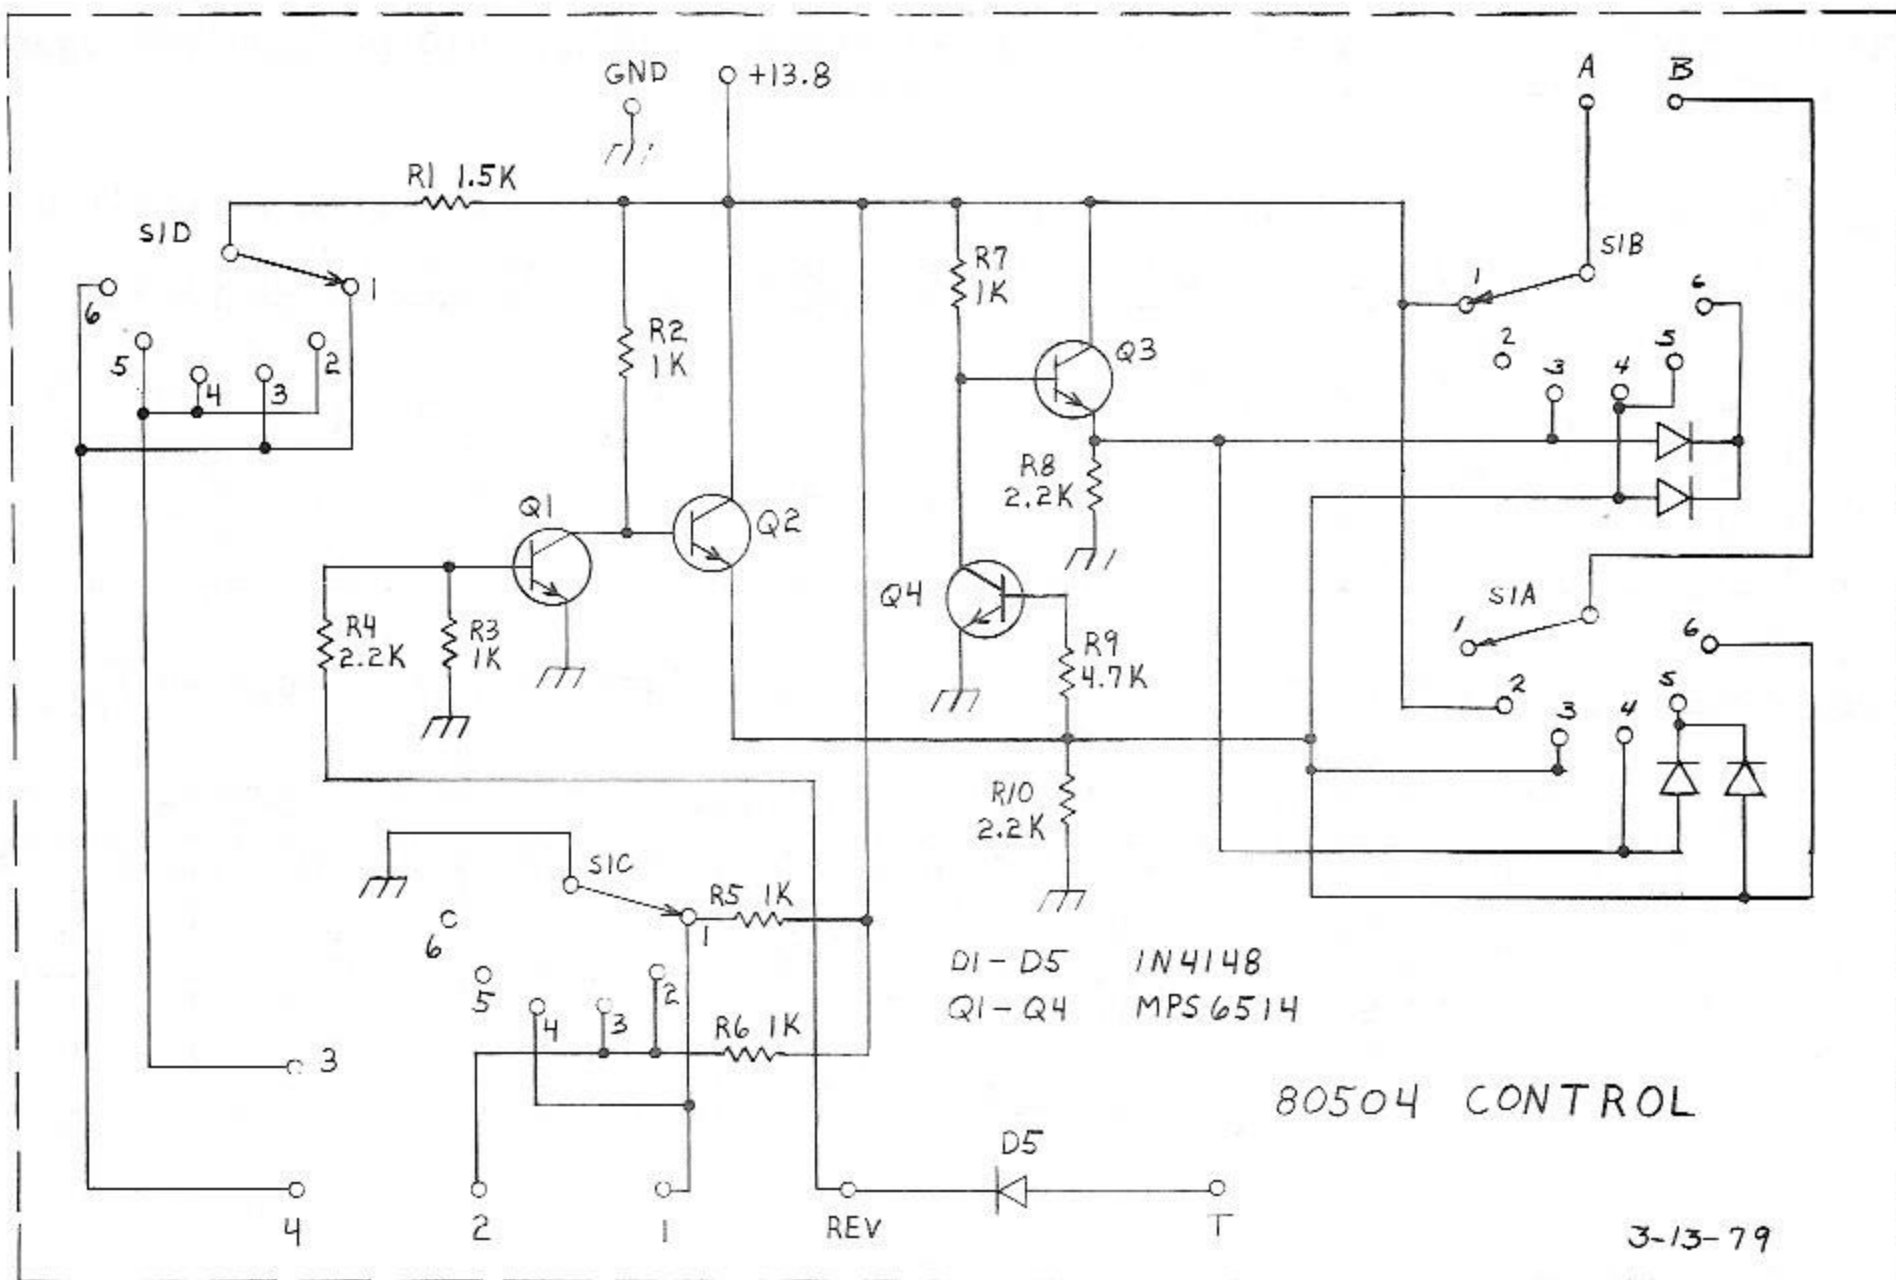 GND
+13.8
A
B
R1 1.5K
S1D
1
6
5
4
3
2
R2
1K
R7
1K
Q3
S1B
1
2
3
4
5
6
R8
2.2K
Q1
Q2
Q4
R4
2.2K
R3
1K
R9
4.7K
S1A
1
2
3
4
5
6
R10
2.2K
S1C
R5 1K
1
6
5
4
3
2
R6 1K
D1-D5 1N4148
Q1-Q4 MPS6514
3
80504 CONTROL
D5
4
2
1
REV
T
3-13-79